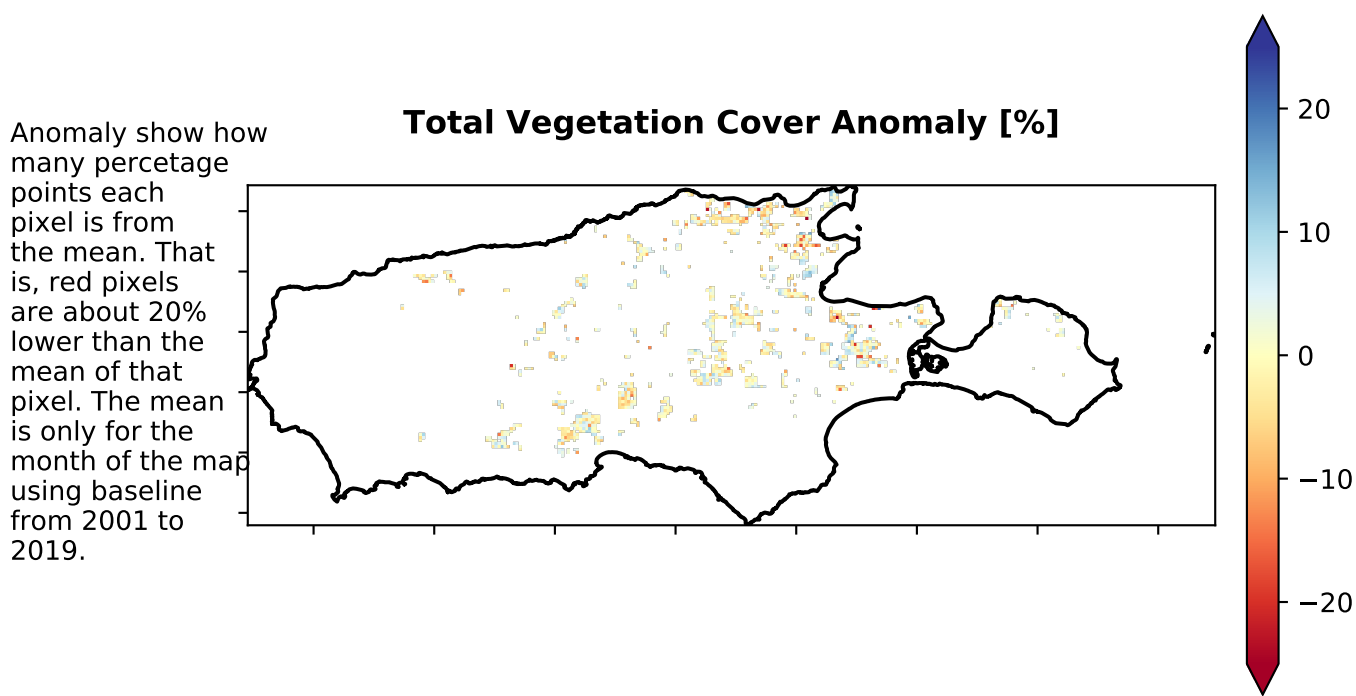 Total Vegetation Cover Anomaly [%]
Anomaly show how
many percetage
points each
pixel is from
the mean. That
is, red pixels
are about 20%
lower than the
mean of that
pixel. The mean
is only for the
month of the map
using baseline
from 2001 to
2019.
20
10
0
−10
−20